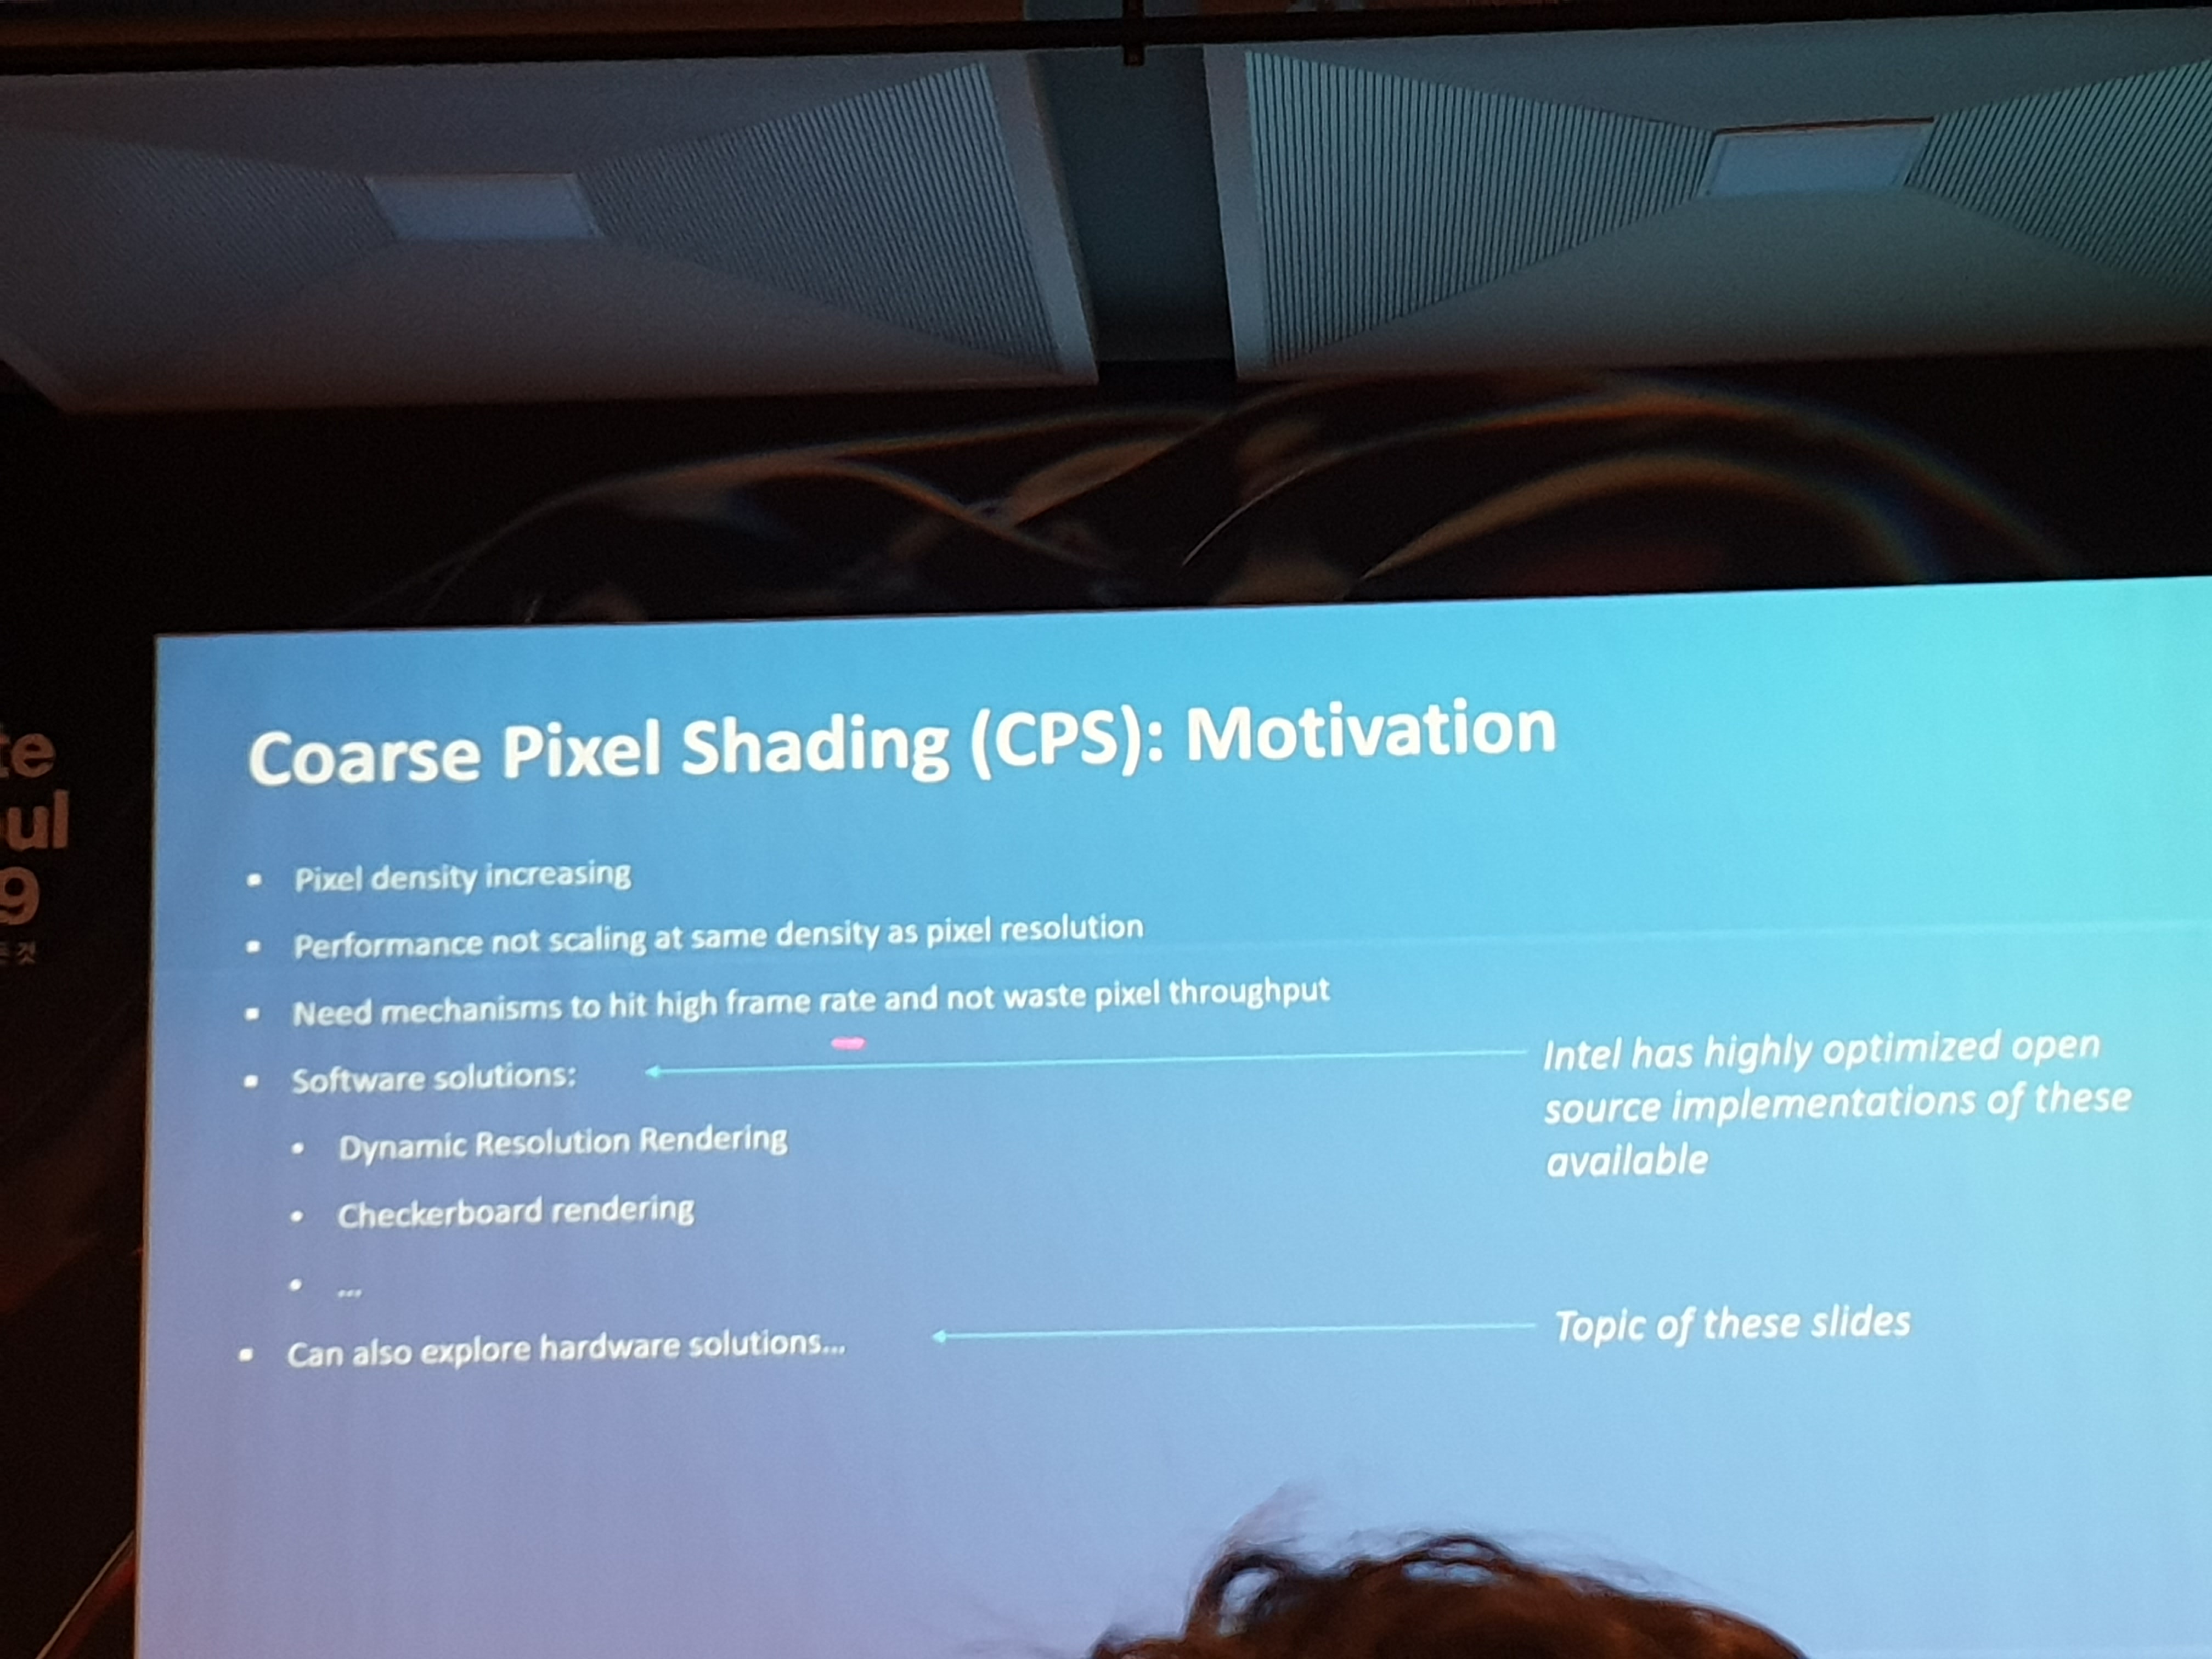 te
ul
9
Coarse Pixel Shading (CPS): Motivation
Pixel density increasing
Performance not scaling at same density as pixel resolution
Need mechanisms to hit high frame rate and not waste pixel throughput
Software solutions:
Intel has highly optimized open
source implementations of these
available
Dynamic Resolution Rendering
Checkerboard rendering
...
Can also explore hardware solutions...
Topic of these slides